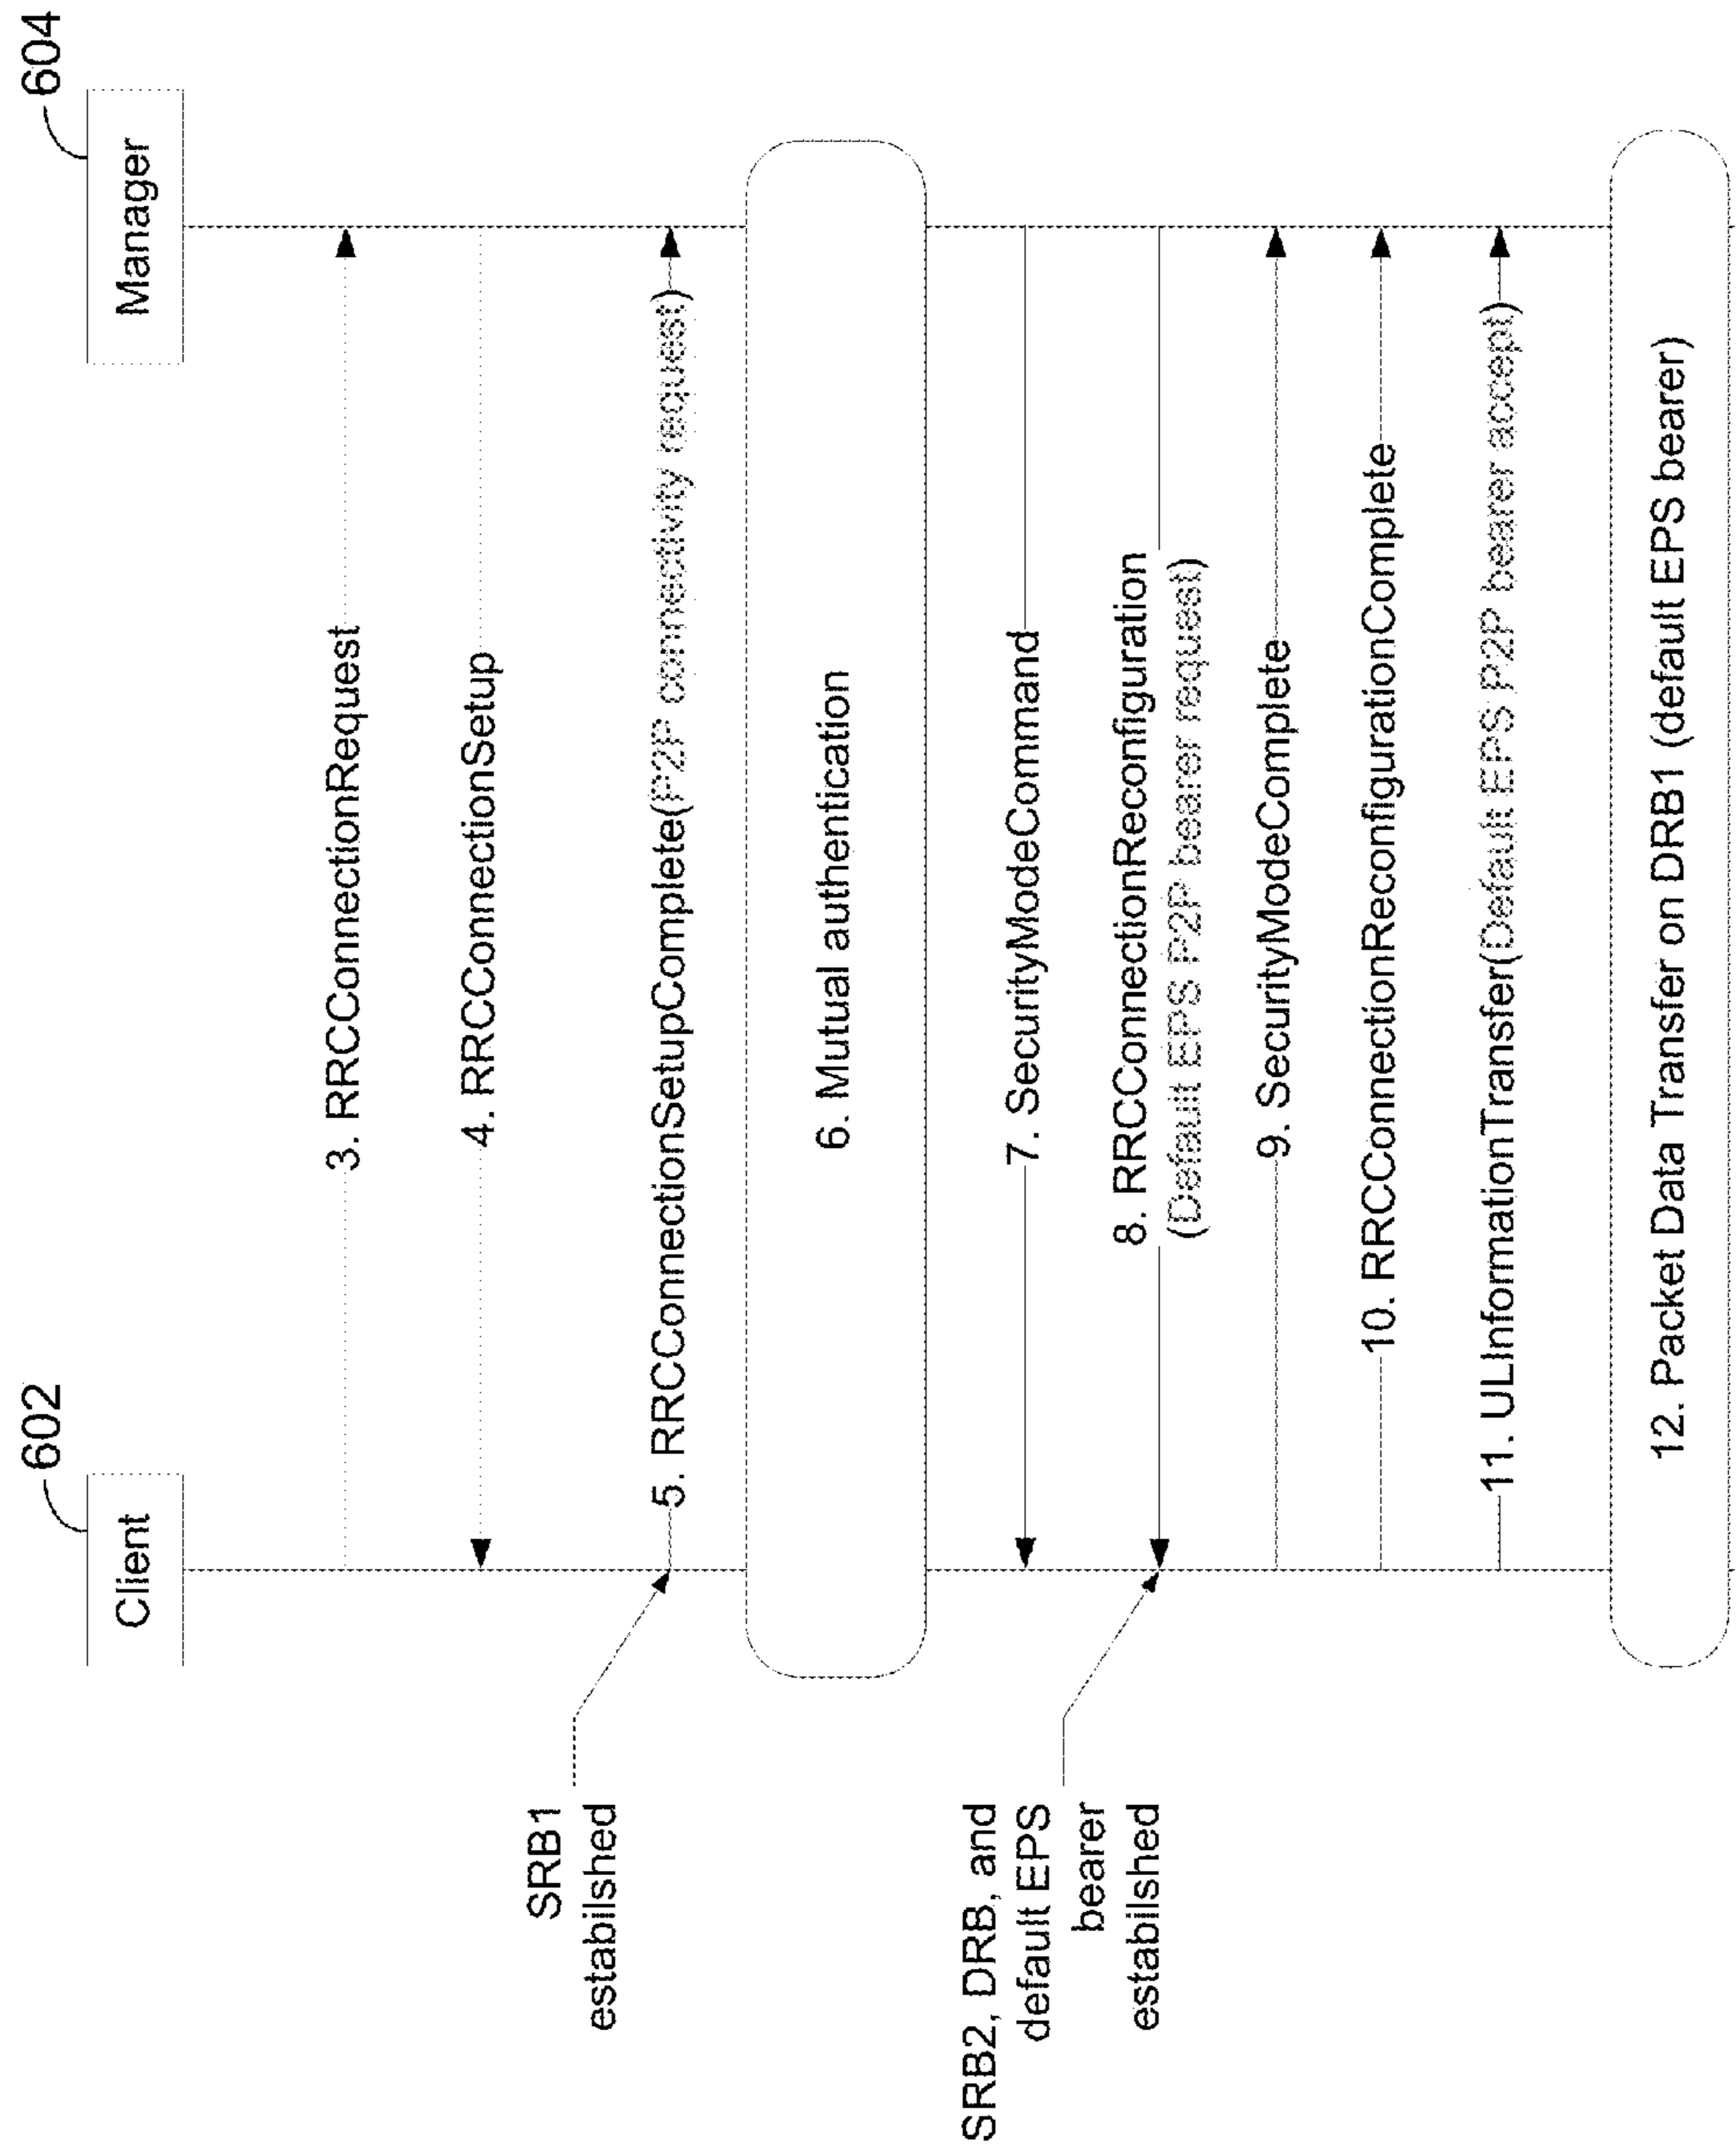 602
604
Client
Manager
3. RRCConnectionRequest
4. RRCConnectionSetup
SRB1
established
5. RRCConnectionSetupComplete(P2P connectivity request)
6. Mutual authentication
7. SecurityModeCommand
SRB2, DRB, and
default EPS
bearer
established
8. RRCConnectionReconfiguration
(Default EPS P2P bearer request)
9. SecurityModeComplete
10. RRCConnectionReconfigurationComplete
11. ULInformationTransfer(Default EPS P2P bearer accept)
12. Packet Data Transfer on DRB1 (default EPS bearer)